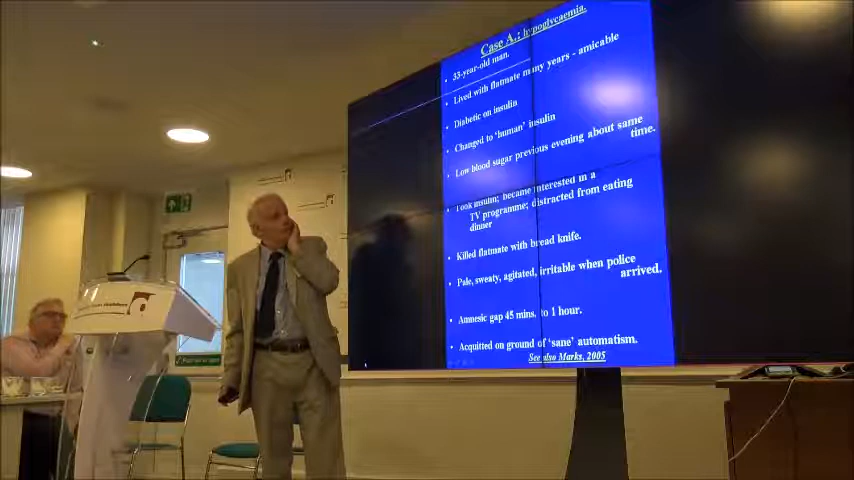 Case A.: hypoglycaemia.
• 33-year-old man.
• Lived with flatmate many years - amicable
• Diabetic on insulin
• Changed to 'human' insulin
• Low blood sugar previous evening about same
time.
• Took insulin; became interested in a
TV programme; distracted from eating
dinner
• Killed flatmate with bread knife.
• Pale, sweaty, agitated, irritable when police
arrived.
• Amnesic gap 45 mins. to 1 hour.
• Acquitted on ground of 'sane' automatism.
See also Marks, 2005